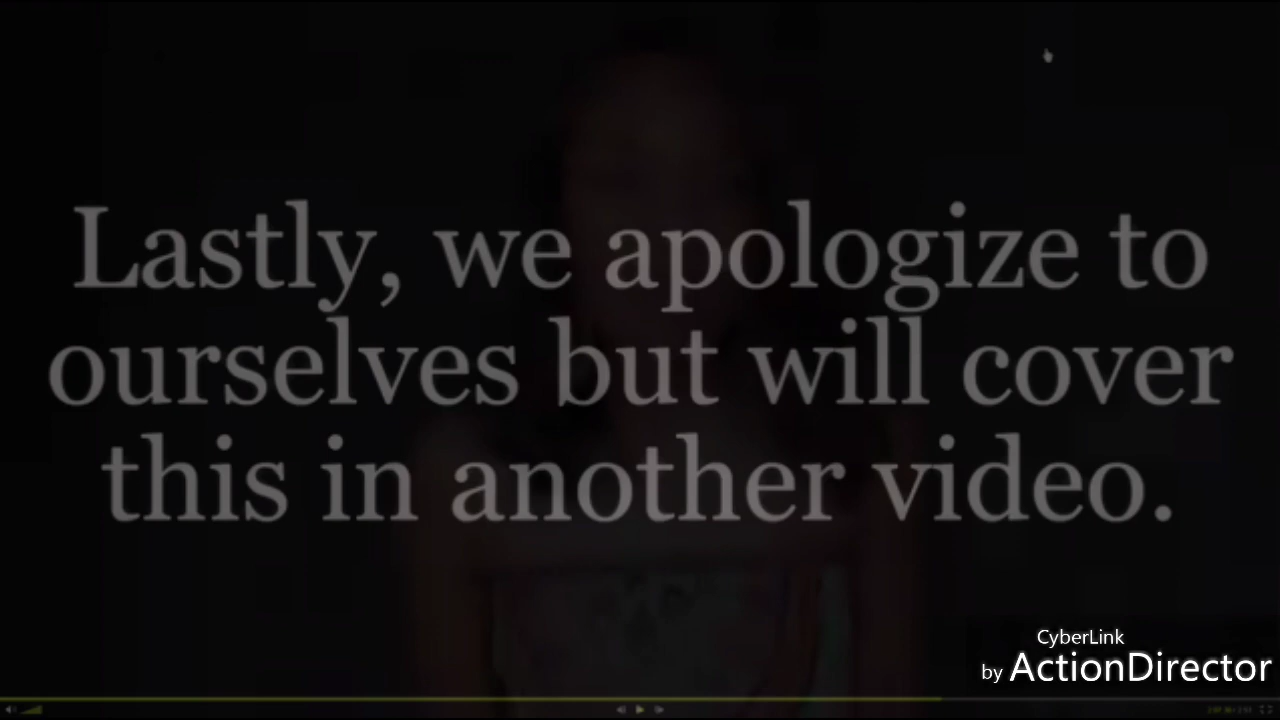 Lastly, we apologize to
ourselves but will cover
this in another video.
CyberLink
by ActionDirector